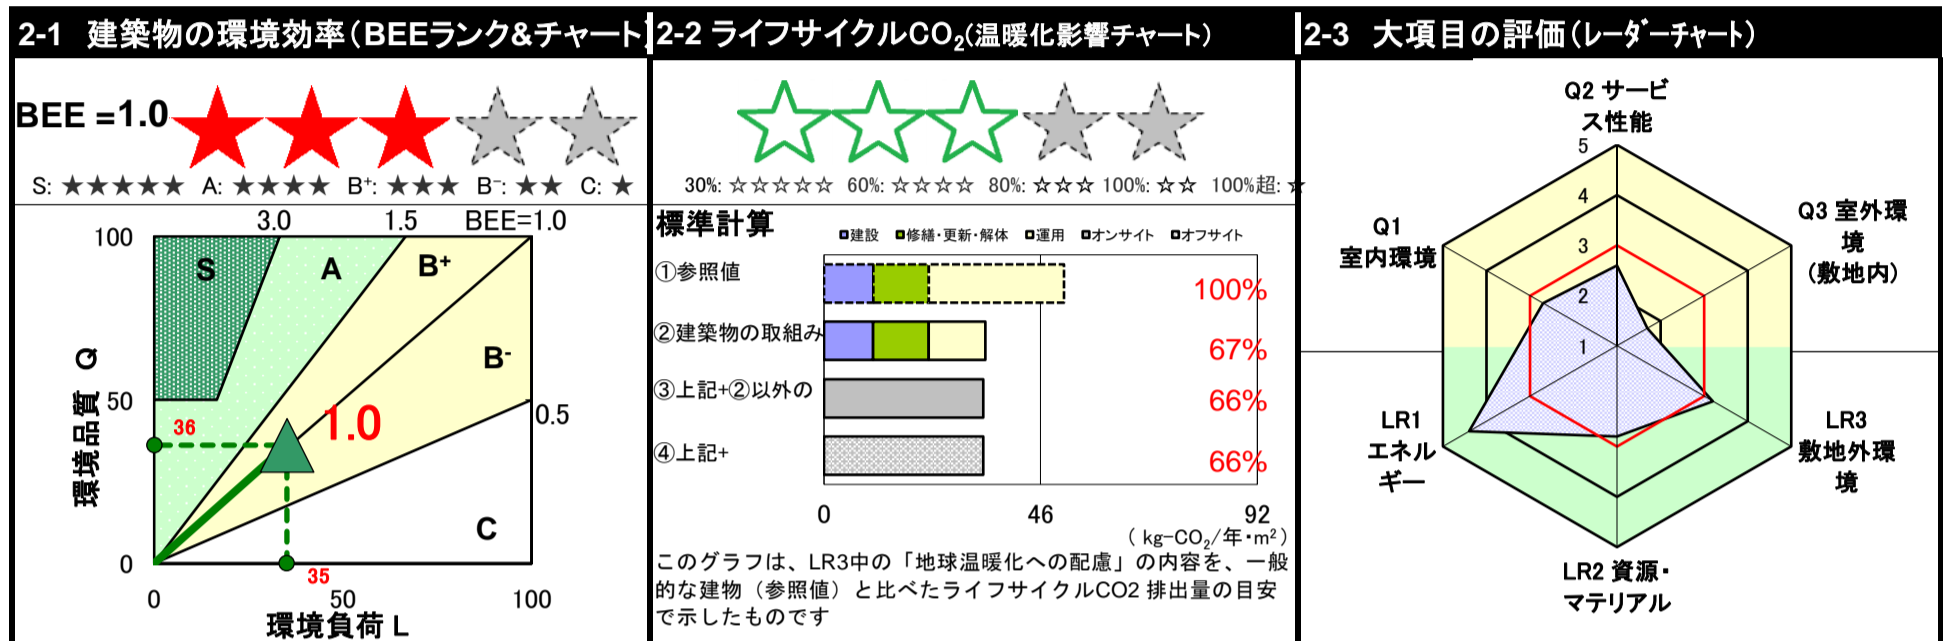 2-1 建築物の環境効率(BEEランク&チャート)
BEE =1.0
S: ★★★★★ A: ★★★★ B⁺: ★★★ B⁻: ★★ C: ★
3.0 1.5 BEE=1.0
100
S
A
B⁺
B⁻
環境品質 Q
50
36
1.0
0.5
C
0
35
0 50 100
環境負荷 L
2-2 ライフサイクルCO₂(温暖化影響チャート)
30%: ☆☆☆☆☆ 60%: ☆☆☆☆ 80%: ☆☆☆ 100%: ☆☆ 100%超: ☆
標準計算
建設 修繕・更新・解体 運用 オンサイト オフサイト
①参照値 100%
②建築物の取組み 67%
③上記+②以外の 66%
④上記+ 66%
0 46 92
( kg-CO₂/年・m² )
このグラフは、LR3中の「地球温暖化への配慮」の内容を、一般
的な建物（参照値）と比べたライフサイクルCO2 排出量の目安
で示したものです
2-3 大項目の評価(レーダーチャート)
Q2 サービ
ス性能
5
4
3
2
1
Q1
室内環境
Q3 室外環
境
(敷地内)
LR1
エネル
ギー
LR3
敷地外環
境
LR2 資源・
マテリアル